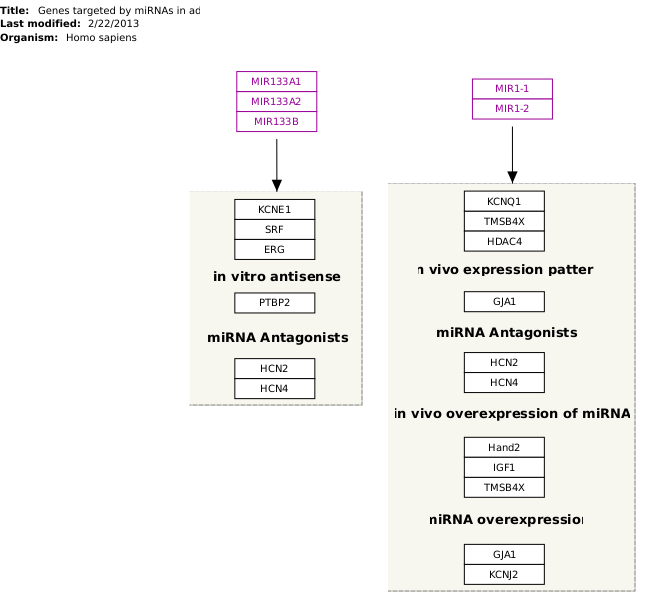 Title: Genes targeted by miRNAs in ad
Last modified: 2/22/2013
Organism: Homo sapiens
MIR133A1
MIR133A2
MIR133B
KCNE1
SRF
ERG
in vitro antisense
PTBP2
miRNA Antagonists
HCN2
HCN4
MIR1-1
MIR1-2
KCNQ1
TMSB4X
HDAC4
n vivo expression patter
GJA1
miRNA Antagonists
HCN2
HCN4
in vivo overexpression of miRNA
Hand2
IGF1
TMSB4X
niRNA overexpression
GJA1
KCNJ2